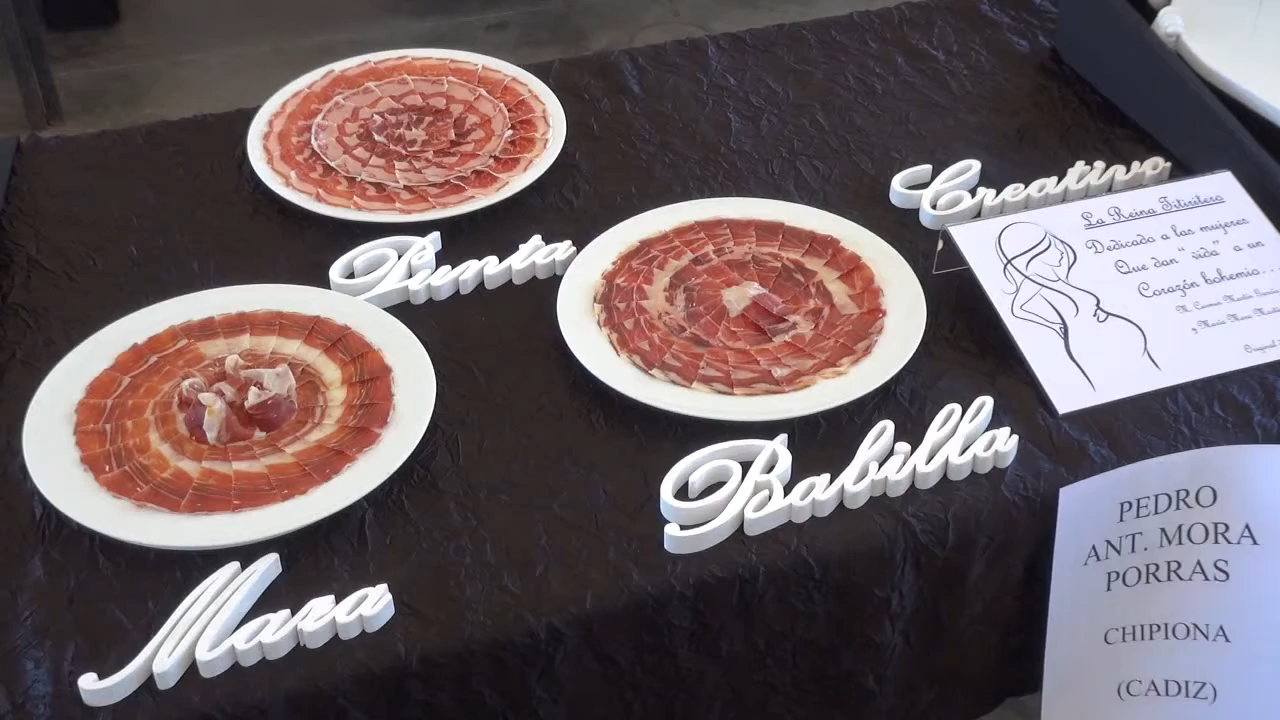 Punta
Creativo
La Reina Titiritera
Dedicado a las mujeres
Que dan "vida" a un
Corazón bohemio...
Babilla
Maza
PEDRO
ANT. MORA
PORRAS
CHIPIONA
(CADIZ)